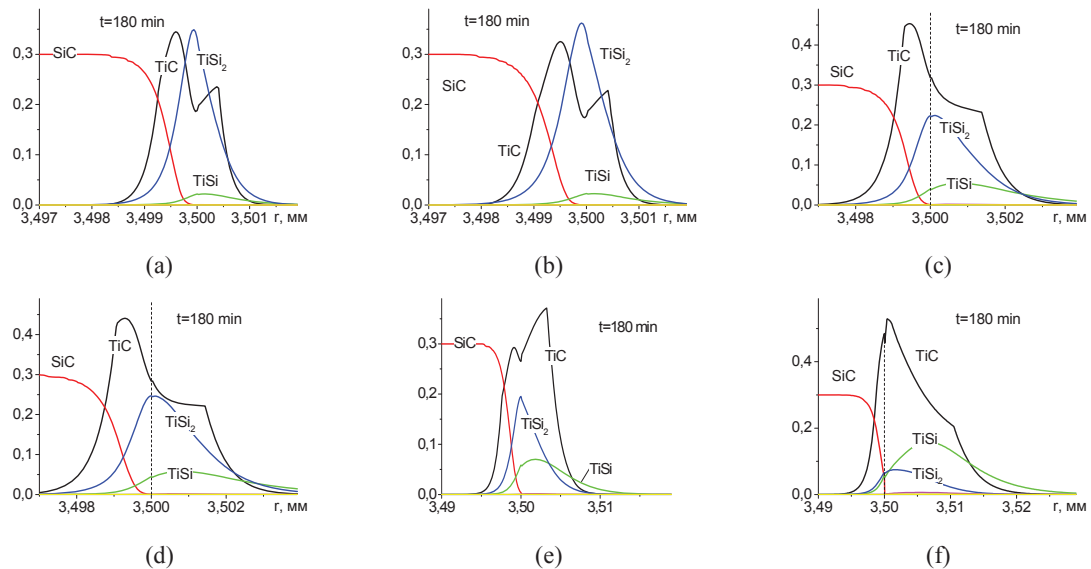 t=180 min
SiC
TiC
TiSi₂
TiSi
0,3
0,2
0,1
0,0
3,497 3,498 3,499 3,500 3,501 r, мм
(a)
t=180 min
SiC
TiC
TiSi₂
TiSi
0,3
0,2
0,1
0,0
3,497 3,498 3,499 3,500 3,501 r, мм
(b)
t=180 min
TiC
SiC
TiSi₂
TiSi
0,4
0,3
0,2
0,1
0,0
3,498 3,500 3,502 r, мм
(c)
t=180 min
TiC
SiC
TiSi₂
TiSi
0,4
0,3
0,2
0,1
0,0
3,498 3,500 3,502 r, мм
(d)
t=180 min
SiC
TiC
TiSi₂
TiSi
0,3
0,2
0,1
0,0
3,49 3,50 3,51 r, мм
(e)
t=180 min
TiC
SiC
TiSi
TiSi₂
0,4
0,2
0,0
3,49 3,50 3,51 3,52 r, мм
(f)